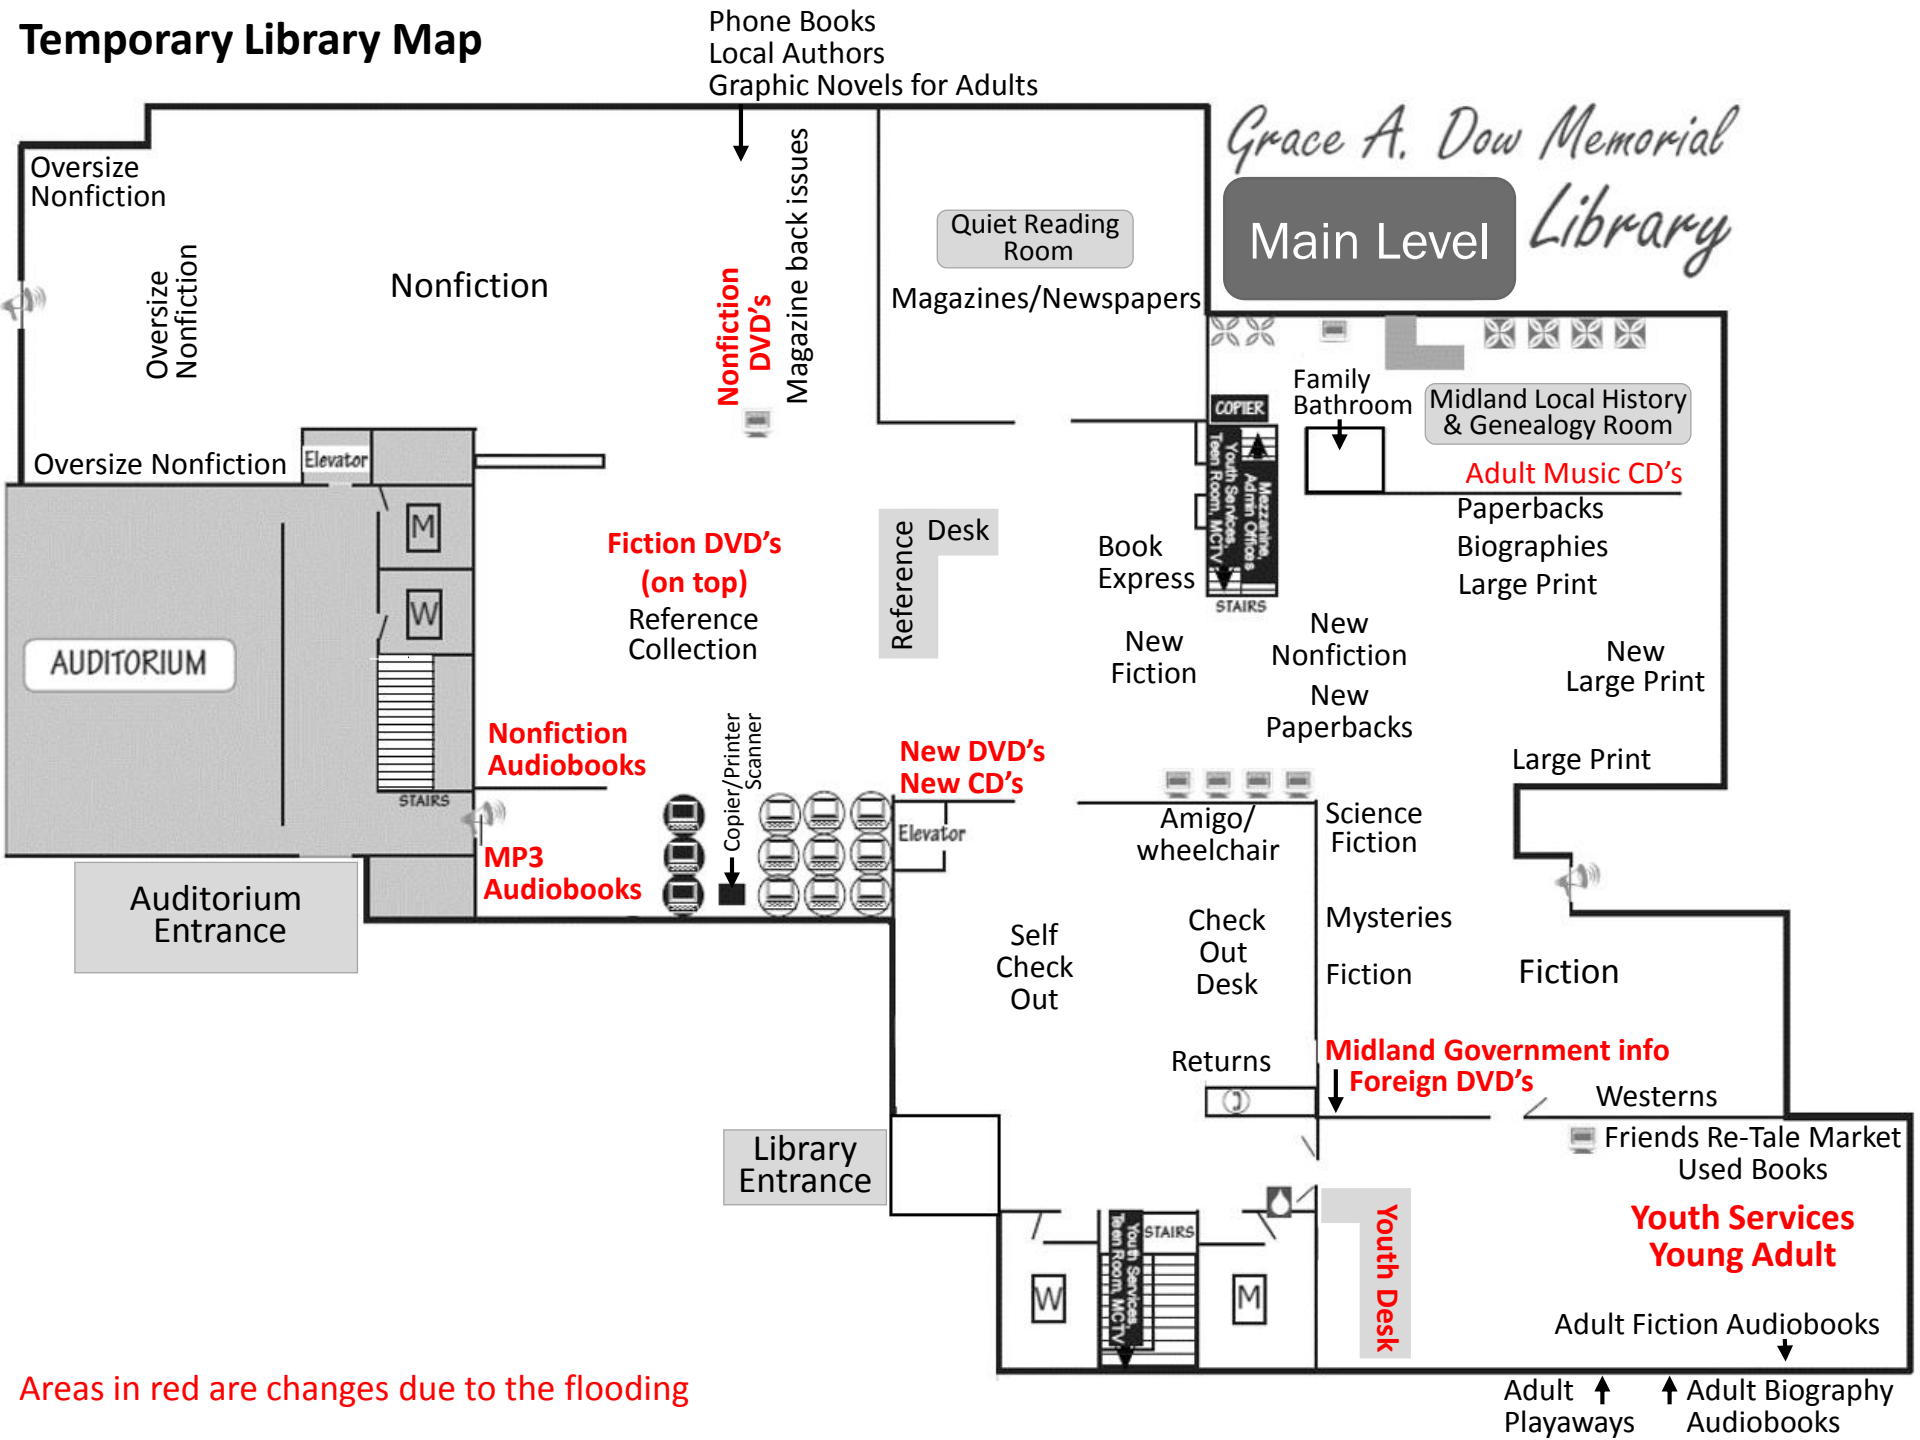 Temporary Library Map
Phone Books
Local Authors
Graphic Novels for Adults
Grace A. Dow Memorial
Library
Main Level
Oversize
Nonfiction
Oversize
Nonfiction
Nonfiction
Nonfiction
DVD's
Magazine back issues
Quiet Reading
Room
Magazines/Newspapers
Family
Bathroom
COPIER
Midland Local History
& Genealogy Room
Adult Music CD's
Oversize Nonfiction
Elevator
Mezzanine,
Admin Offices
Youth Services,
Teen Room, MCTV
STAIRS
Paperbacks
Biographies
Large Print
M
W
Fiction DVD's
(on top)
Reference
Collection
Reference
Desk
Book
Express
New
Fiction
New
Nonfiction
New
Paperbacks
New
Large Print
Large Print
AUDITORIUM
STAIRS
Nonfiction
Audiobooks
Copier/Printer
Scanner
New DVD's
New CD's
Elevator
MP3
Audiobooks
Amigo/
wheelchair
Science
Fiction
Auditorium
Entrance
Self
Check
Out
Check
Out
Desk
Mysteries
Fiction
Fiction
Returns
Midland Government info
Foreign DVD's
Westerns
Library
Entrance
Friends Re-Tale Market
Used Books
Youth Services
Young Adult
Youth Desk
W
Youth Services
Teen Room, MCTV
STAIRS
M
Adult Fiction Audiobooks
Areas in red are changes due to the flooding
Adult
Playaways
Adult Biography
Audiobooks